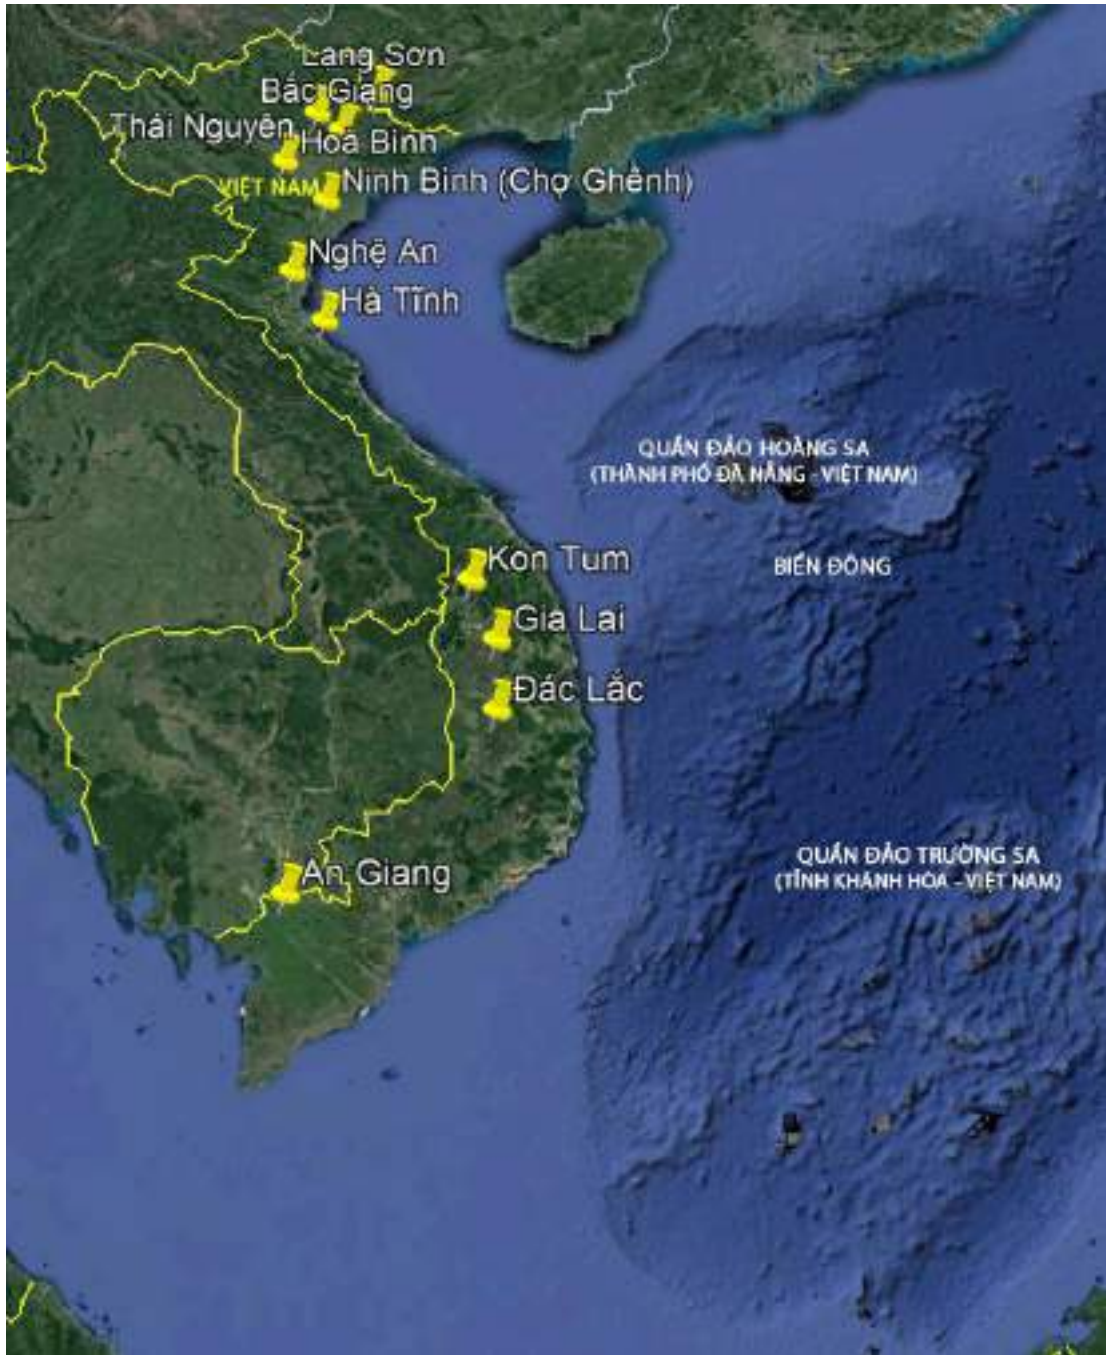 Lạng Sơn
Bắc Giang
Thái Nguyên
Hoà Bình
VIỆT NAM
Ninh Bình (Chợ Ghềnh)
Nghệ An
Hà Tĩnh
QUẦN ĐẢO HOÀNG SA
(THÀNH PHỐ ĐÀ NẴNG - VIỆT NAM)
BIỂN ĐÔNG
Kon Tum
Gia Lai
Đác Lắc
QUẦN ĐẢO TRƯỜNG SA
(TỈNH KHÁNH HÒA - VIỆT NAM)
An Giang